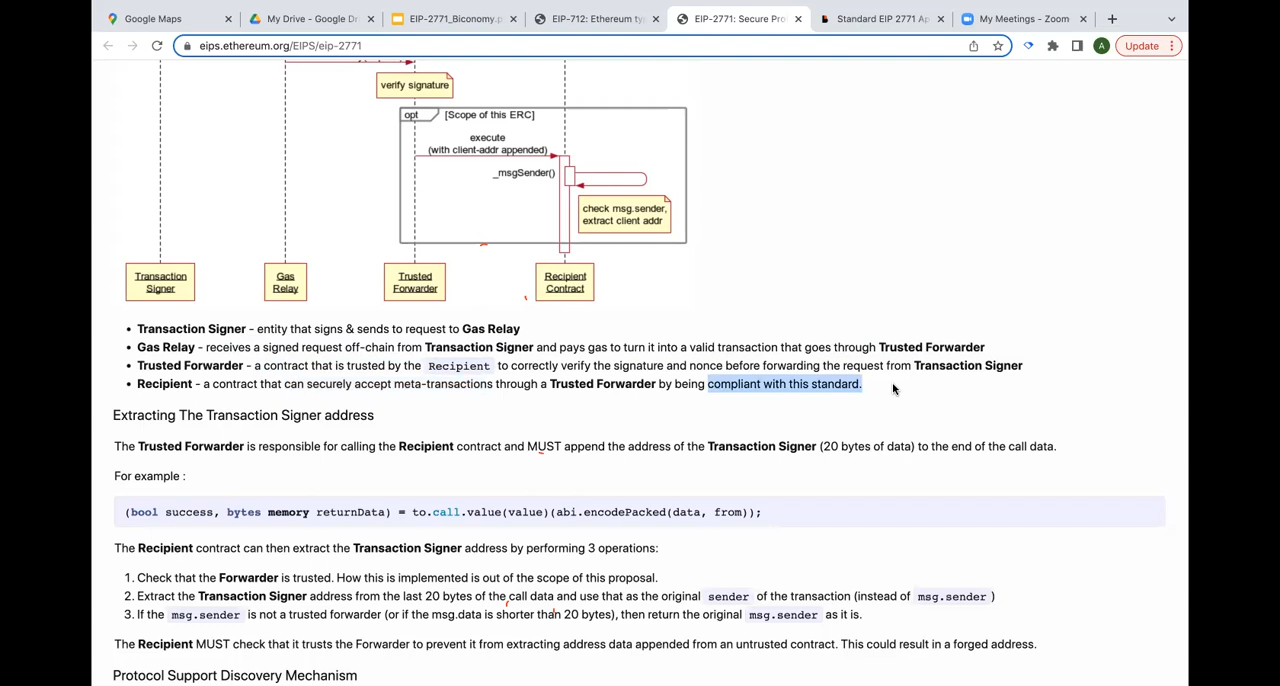 Google Maps
My Drive - Google Dr
EIP-2771_Biconomy.p
EIP-712: Ethereum ty
EIP-2771: Secure Pro
Standard EIP 2771 Ap
My Meetings - Zoom
eips.ethereum.org/EIPS/eip-2771
A
Update
verify signature
opt [Scope of this ERC]
execute
(with client-addr appended)
_msgSender()
check msg.sender,
extract client addr
Transaction
Signer
Gas
Relay
Trusted
Forwarder
Recipient
Contract
• Transaction Signer - entity that signs & sends to request to Gas Relay
• Gas Relay - receives a signed request off-chain from Transaction Signer and pays gas to turn it into a valid transaction that goes through Trusted Forwarder
• Trusted Forwarder - a contract that is trusted by the Recipient to correctly verify the signature and nonce before forwarding the request from Transaction Signer
• Recipient - a contract that can securely accept meta-transactions through a Trusted Forwarder by being compliant with this standard.
Extracting The Transaction Signer address
The Trusted Forwarder is responsible for calling the Recipient contract and MUST append the address of the Transaction Signer (20 bytes of data) to the end of the call data.
For example :
(bool success, bytes memory returnData) = to.call.value(value)(abi.encodePacked(data, from));
The Recipient contract can then extract the Transaction Signer address by performing 3 operations:
1. Check that the Forwarder is trusted. How this is implemented is out of the scope of this proposal.
2. Extract the Transaction Signer address from the last 20 bytes of the call data and use that as the original sender of the transaction (instead of msg.sender )
3. If the msg.sender is not a trusted forwarder (or if the msg.data is shorter than 20 bytes), then return the original msg.sender as it is.
The Recipient MUST check that it trusts the Forwarder to prevent it from extracting address data appended from an untrusted contract. This could result in a forged address.
Protocol Support Discovery Mechanism